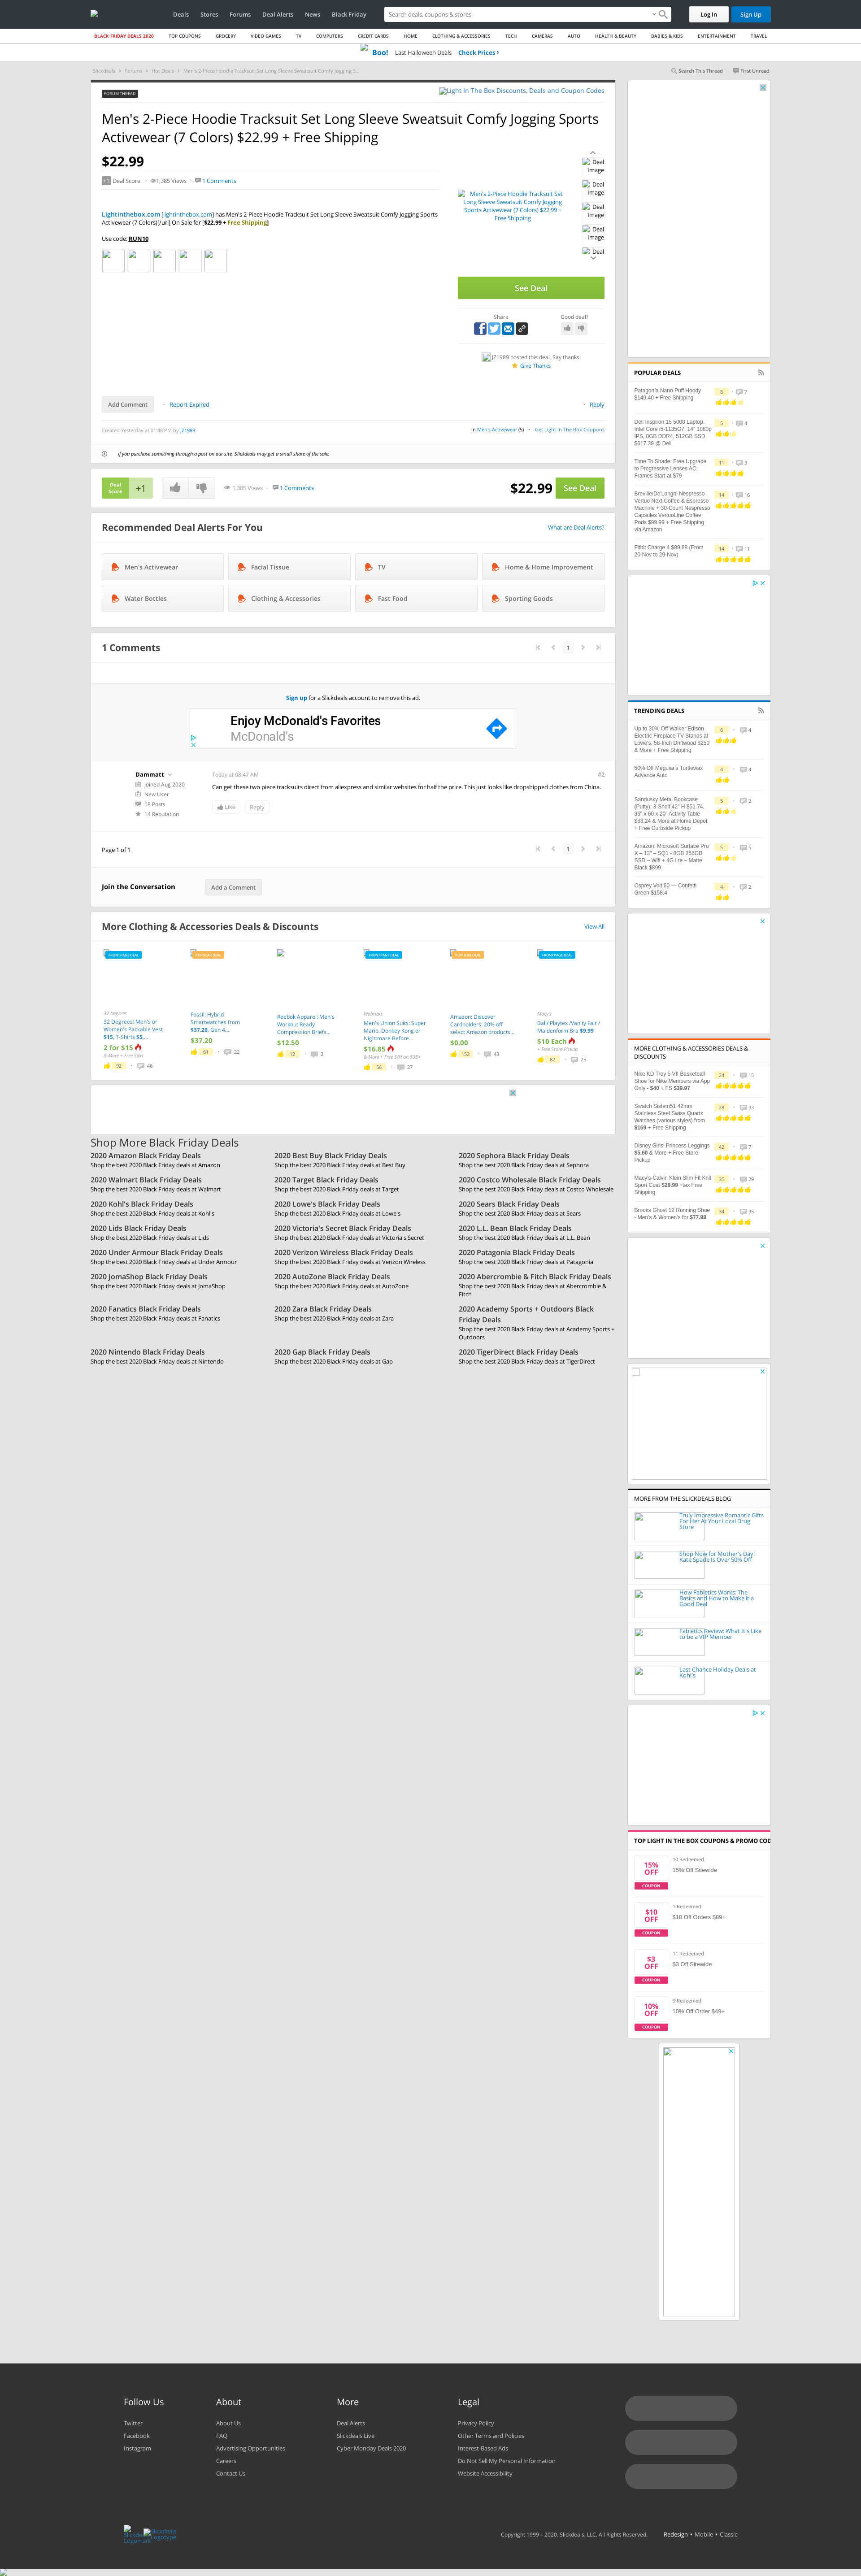 Deals Stores Forums Deal Alerts News Black Friday
Search deals, coupons & stores
Log In
Sign Up
BLACK FRIDAY DEALS 2020 TOP COUPONS GROCERY VIDEO GAMES TV COMPUTERS CREDIT CARDS HOME CLOTHING & ACCESSORIES TECH CAMERAS AUTO HEALTH & BEAUTY BABIES & KIDS ENTERTAINMENT TRAVEL
Boo! Last Halloween Deals Check Prices ›
Slickdeals › Forums › Hot Deals › Men's 2-Piece Hoodie Tracksuit Set Long Sleeve Sweatsuit Comfy Jogging S...
Search This Thread
First Unread
FORUM THREAD
Light In The Box Discounts, Deals and Coupon Codes
Men's 2-Piece Hoodie Tracksuit Set Long Sleeve Sweatsuit Comfy Jogging Sports
Activewear (7 Colors) $22.99 + Free Shipping
$22.99
+1 Deal Score 1,385 Views 1 Comments
Lightinthebox.com [lightinthebox.com] has Men's 2-Piece Hoodie Tracksuit Set Long Sleeve Sweatsuit Comfy Jogging Sports
Activewear (7 Colors)[/url] On Sale for [$22.99 + Free Shipping]
Use code: RUN10
Men's 2-Piece Hoodie Tracksuit Set
Long Sleeve Sweatsuit Comfy Jogging
Sports Activewear (7 Colors) $22.99 +
Free Shipping
Deal
Image
Deal
Image
Deal
Image
Deal
Image
Deal
See Deal
Share
Good deal?
JZ1989 posted this deal. Say thanks!
Give Thanks
Add Comment
Report Expired
Reply
Created Yesterday at 01:48 PM by JZ1989
in Men's Activewear (5)
Get Light In The Box Coupons
If you purchase something through a post on our site, Slickdeals may get a small share of the sale.
Deal
Score
+1
1,385 Views 1 Comments
$22.99
See Deal
Recommended Deal Alerts For You
What are Deal Alerts?
Men's Activewear
Facial Tissue
TV
Home & Home Improvement
Water Bottles
Clothing & Accessories
Fast Food
Sporting Goods
1 Comments
1
Sign up for a Slickdeals account to remove this ad.
Enjoy McDonald's Favorites
McDonald's
Dammatt
Joined Aug 2020
New User
18 Posts
14 Reputation
Today at 08:47 AM
#2
Can get these two piece tracksuits direct from aliexpress and similar websites for half the price. This just looks like dropshipped clothes from China.
Like
Reply
Page 1 of 1
1
Join the Conversation
Add a Comment
More Clothing & Accessories Deals & Discounts
View All
FRONTPAGE DEAL
32 Degrees
32 Degrees: Men's or
Women's Packable Vest
$15, T-Shirts $5...
2 for $15
& More + Free S&H
92 46
POPULAR DEAL
Fossil: Hybrid
Smartwatches from
$37.20, Gen 4...
$37.20
61 22
Reebok Apparel: Men's
Workout Ready
Compression Briefs...
$12.50
12 2
FRONTPAGE DEAL
Walmart
Men's Union Suits: Super
Mario, Donkey Kong or
Nightmare Before...
$16.85
& More + Free S/H on $35+
56 27
POPULAR DEAL
Amazon: Discover
Cardholders: 20% off
select Amazon products...
$0.00
152 43
FRONTPAGE DEAL
Macy's
Bali/ Playtex /Vanity Fair /
Maidenform Bra $9.99
$10 Each
+ Free Store Pickup
82 25
Shop More Black Friday Deals
2020 Amazon Black Friday Deals
Shop the best 2020 Black Friday deals at Amazon
2020 Best Buy Black Friday Deals
Shop the best 2020 Black Friday deals at Best Buy
2020 Sephora Black Friday Deals
Shop the best 2020 Black Friday deals at Sephora
2020 Walmart Black Friday Deals
Shop the best 2020 Black Friday deals at Walmart
2020 Target Black Friday Deals
Shop the best 2020 Black Friday deals at Target
2020 Costco Wholesale Black Friday Deals
Shop the best 2020 Black Friday deals at Costco Wholesale
2020 Kohl's Black Friday Deals
Shop the best 2020 Black Friday deals at Kohl's
2020 Lowe's Black Friday Deals
Shop the best 2020 Black Friday deals at Lowe's
2020 Sears Black Friday Deals
Shop the best 2020 Black Friday deals at Sears
2020 Lids Black Friday Deals
Shop the best 2020 Black Friday deals at Lids
2020 Victoria's Secret Black Friday Deals
Shop the best 2020 Black Friday deals at Victoria's Secret
2020 L.L. Bean Black Friday Deals
Shop the best 2020 Black Friday deals at L.L. Bean
2020 Under Armour Black Friday Deals
Shop the best 2020 Black Friday deals at Under Armour
2020 Verizon Wireless Black Friday Deals
Shop the best 2020 Black Friday deals at Verizon Wireless
2020 Patagonia Black Friday Deals
Shop the best 2020 Black Friday deals at Patagonia
2020 JomaShop Black Friday Deals
Shop the best 2020 Black Friday deals at JomaShop
2020 AutoZone Black Friday Deals
Shop the best 2020 Black Friday deals at AutoZone
2020 Abercrombie & Fitch Black Friday Deals
Shop the best 2020 Black Friday deals at Abercrombie &
Fitch
2020 Fanatics Black Friday Deals
Shop the best 2020 Black Friday deals at Fanatics
2020 Zara Black Friday Deals
Shop the best 2020 Black Friday deals at Zara
2020 Academy Sports + Outdoors Black
Friday Deals
Shop the best 2020 Black Friday deals at Academy Sports +
Outdoors
2020 Nintendo Black Friday Deals
Shop the best 2020 Black Friday deals at Nintendo
2020 Gap Black Friday Deals
Shop the best 2020 Black Friday deals at Gap
2020 TigerDirect Black Friday Deals
Shop the best 2020 Black Friday deals at TigerDirect
POPULAR DEALS
Patagonia Nano Puff Hoody
$149.40 + Free Shipping
8 7
Dell Inspiron 15 5000 Laptop:
Intel Core i5-1135G7, 14" 1080p
IPS, 8GB DDR4, 512GB SSD
$617.39 @ Dell
5 4
Time To Shade: Free Upgrade
to Progressive Lenses AC:
Frames Start at $76
11 3
Breville/De'Longhi Nespresso
Vertuo Next Coffee & Espresso
Machine + 30-Count Nespresso
Capsules VertuoLine Coffee
Pods $99.99 + Free Shipping
via Amazon
14 16
Fitbit Charge 4 $89.88 (From
20-Nov to 29-Nov)
14 11
TRENDING DEALS
Up to 30% Off Walker Edison
Electric Fireplace TV Stands at
Lowe's: 58-Inch Driftwood $250
& More + Free Shipping
6 4
50% Off Meguiar's Turtlewax
Advance Auto
4 4
Sandusky Metal Bookcase
(Putty): 3-Shelf 42" H $51.74,
36" x 60 x 20" Activity Table
$83.24 & More at Home Depot
+ Free Curbside Pickup
5 2
Amazon: Microsoft Surface Pro
X – 13" – SQ1 - 8GB 256GB
SSD – Wifi + 4G Lte – Matte
Black $899
5 5
Osprey Volt 60 — Confetti
Green $158.4
4 2
MORE CLOTHING & ACCESSORIES DEALS &
DISCOUNTS
Nike KD Trey 5 VII Basketball
Shoe for Nike Members via App
Only - $40 + FS $39.97
24 15
Swatch Sistem51 42mm
Stainless Steel Swiss Quartz
Watches (various styles) from
$169 + Free Shipping
28 33
Disney Girls' Princess Leggings
$5.60 & More + Free Store
Pickup
42 7
Macy's-Calvin Klein Slim Fit Knit
Sport Coat $29.99 +tax Free
Shipping
35 29
Brooks Ghost 12 Running Shoe
- Men's & Women's for $77.98
34 35
MORE FROM THE SLICKDEALS BLOG
Truly Impressive Romantic Gifts
For Her At Your Local Drug
Store
Shop Now for Mother's Day:
Kate Spade Is Over 50% Off
How Fabletics Works: The
Basics and How to Make it a
Good Deal
Fabletics Review: What It's Like
to be a VIP Member
Last Chance Holiday Deals at
Kohl's
TOP LIGHT IN THE BOX COUPONS & PROMO COD
15%
OFF
COUPON
10 Redeemed
15% Off Sitewide
$10
OFF
COUPON
1 Redeemed
$10 Off Orders $89+
$3
OFF
COUPON
11 Redeemed
$3 Off Sitewide
10%
OFF
COUPON
9 Redeemed
10% Off Order $49+
Follow Us
Twitter
Facebook
Instagram
About
About Us
FAQ
Advertising Opportunities
Careers
Contact Us
More
Deal Alerts
Slickdeals Live
Cyber Monday Deals 2020
Legal
Privacy Policy
Other Terms and Policies
Interest-Based Ads
Do Not Sell My Personal Information
Website Accessibility
Slickdeals
Logomark
Slickdeals
Logotype
Copyright 1999 – 2020. Slickdeals, LLC. All Rights Reserved.
Redesign • Mobile • Classic